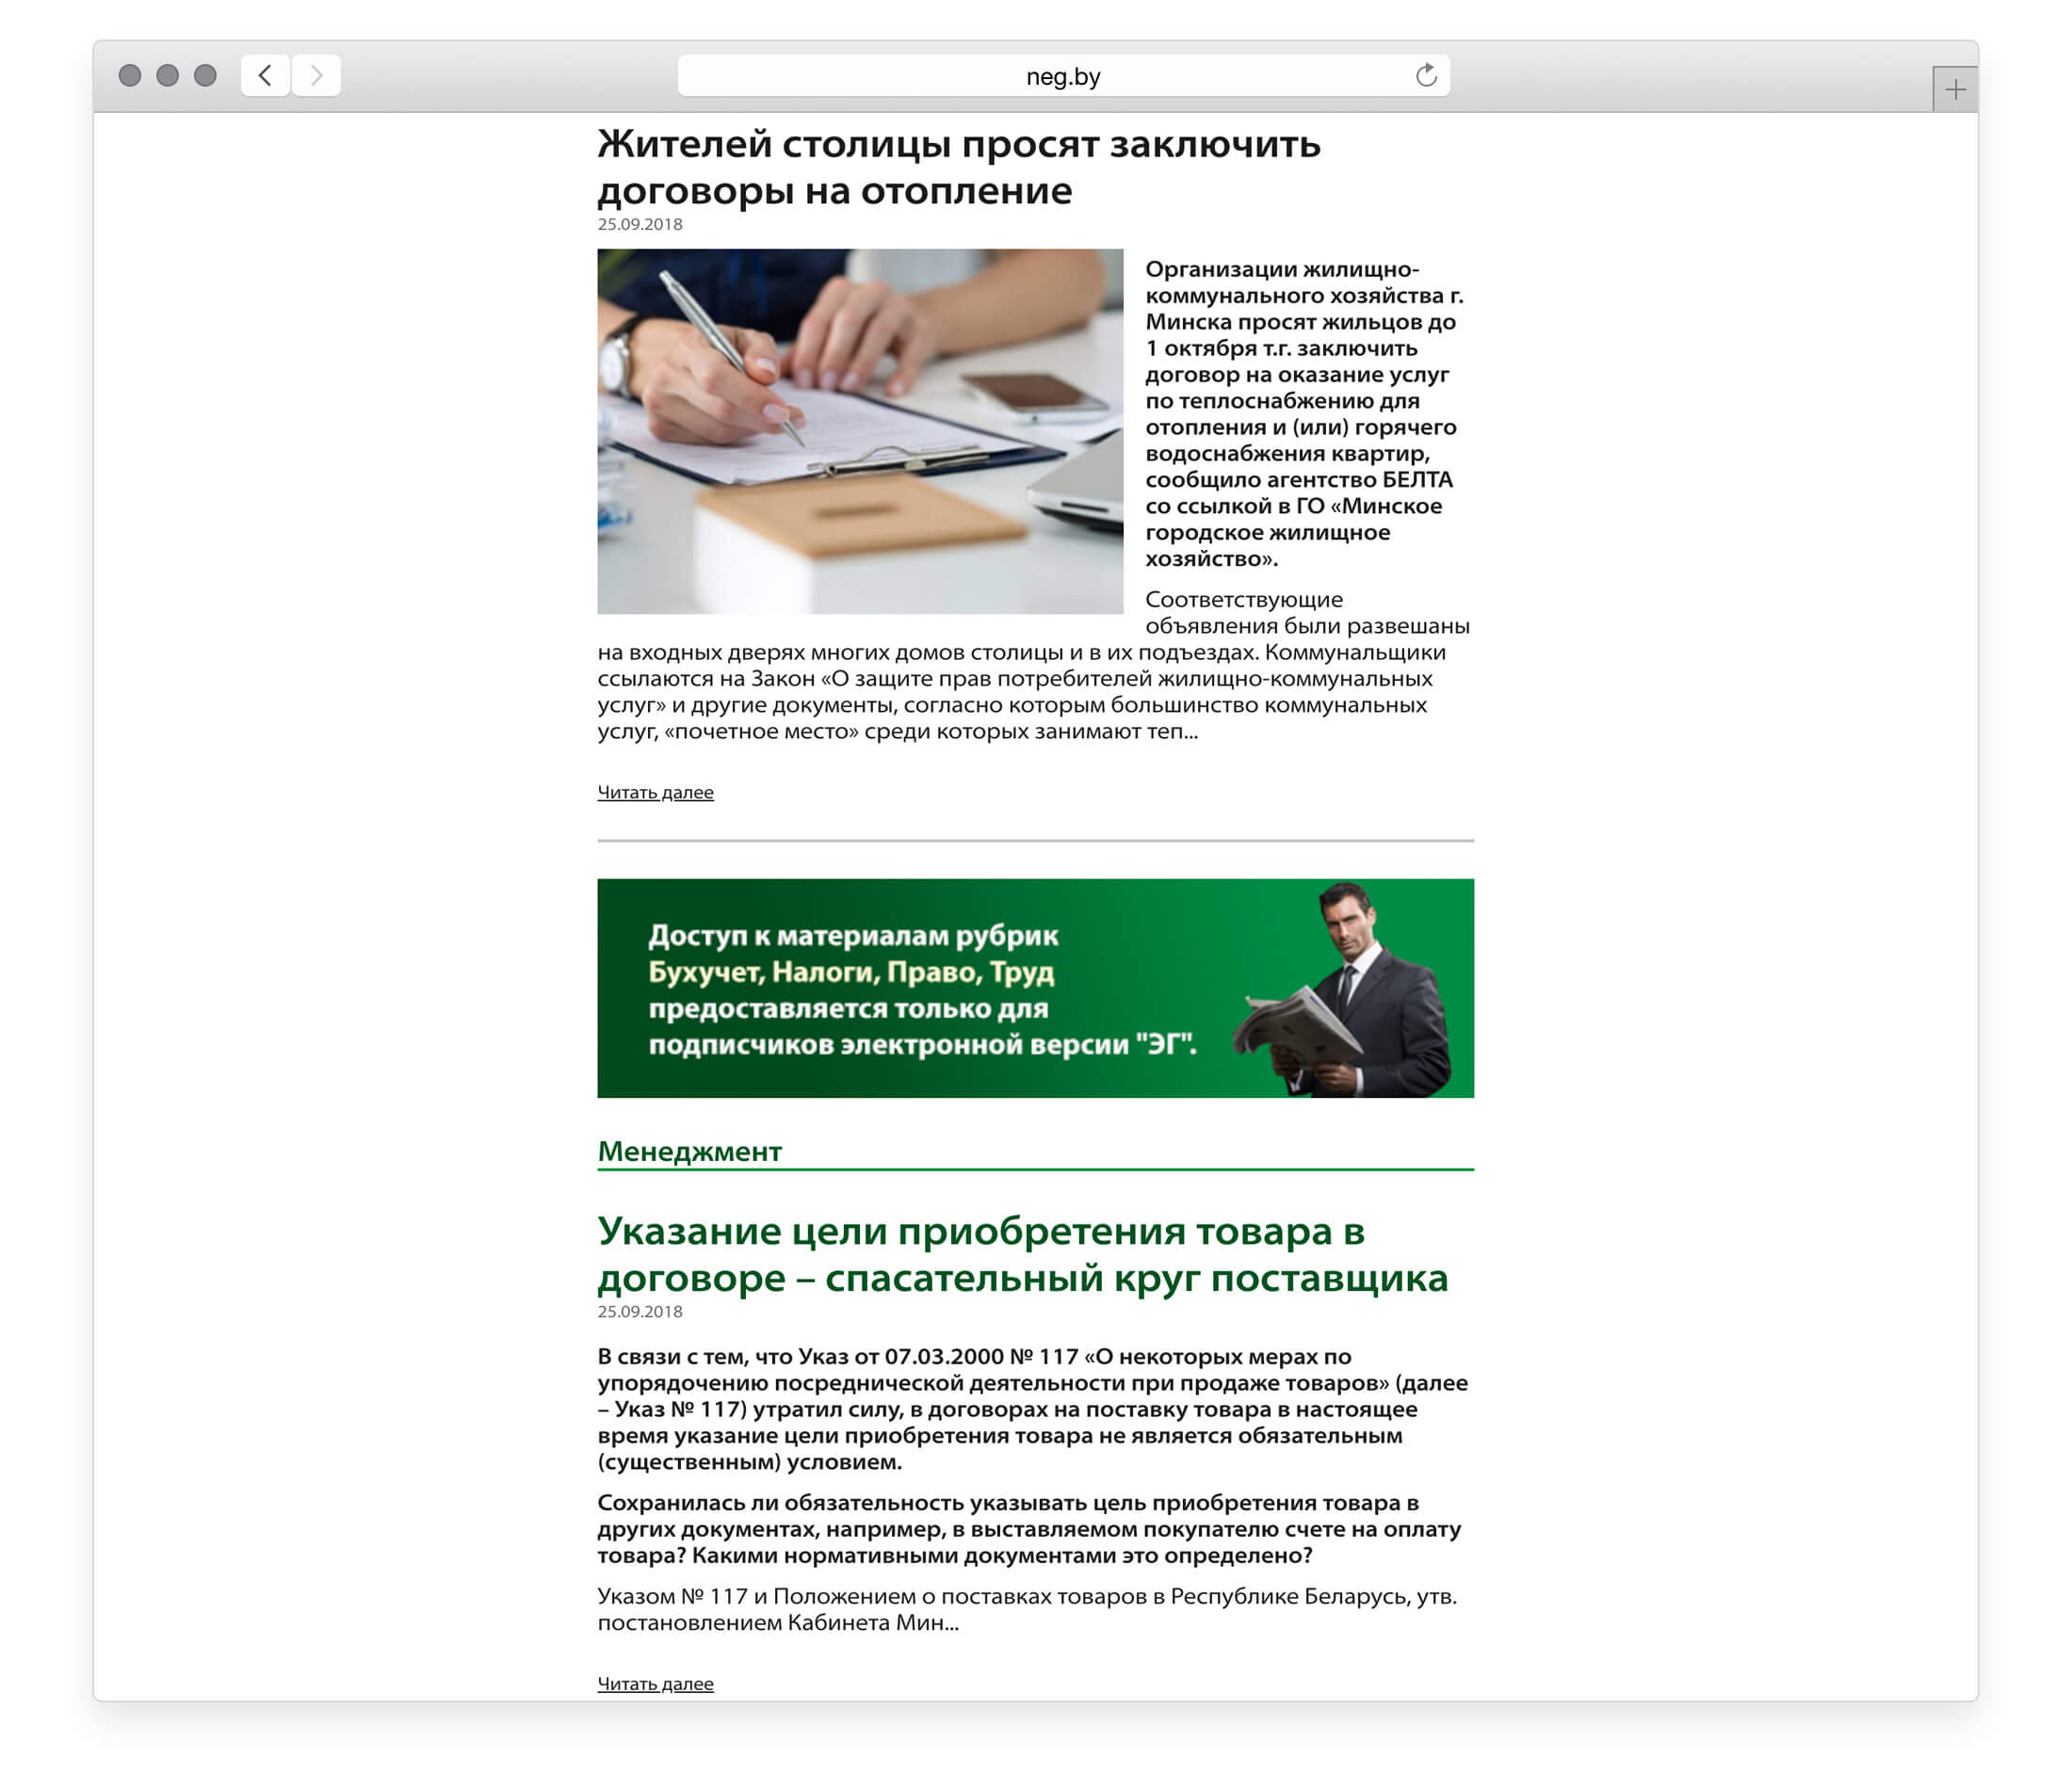 neg.by
Жителей столицы просят заключить
договоры на отопление
25.09.2018
Организации жилищно-
коммунального хозяйства г.
Минска просят жильцов до
1 октября т.г. заключить
договор на оказание услуг
по теплоснабжению для
отопления и (или) горячего
водоснабжения квартир,
сообщило агентство БЕЛТА
со ссылкой в ГО «Минское
городское жилищное
хозяйство».
Соответствующие
объявления были развешаны
на входных дверях многих домов столицы и в их подъездах. Коммунальщики
ссылаются на Закон «О защите прав потребителей жилищно-коммунальных
услуг» и другие документы, согласно которым большинство коммунальных
услуг, «почетное место» среди которых занимают теп...
Читать далее
Доступ к материалам рубрик
Бухучет, Налоги, Право, Труд
предоставляется только для
подписчиков электронной версии "ЭГ".
Менеджмент
Указание цели приобретения товара в
договоре – спасательный круг поставщика
25.09.2018
В связи с тем, что Указ от 07.03.2000 № 117 «О некоторых мерах по
упорядочению посреднической деятельности при продаже товаров» (далее
– Указ № 117) утратил силу, в договорах на поставку товара в настоящее
время указание цели приобретения товара не является обязательным
(существенным) условием.
Сохранилась ли обязательность указывать цель приобретения товара в
других документах, например, в выставляемом покупателю счете на оплату
товара? Какими нормативными документами это определено?
Указом № 117 и Положением о поставках товаров в Республике Беларусь, утв.
постановлением Кабинета Мин...
Читать далее